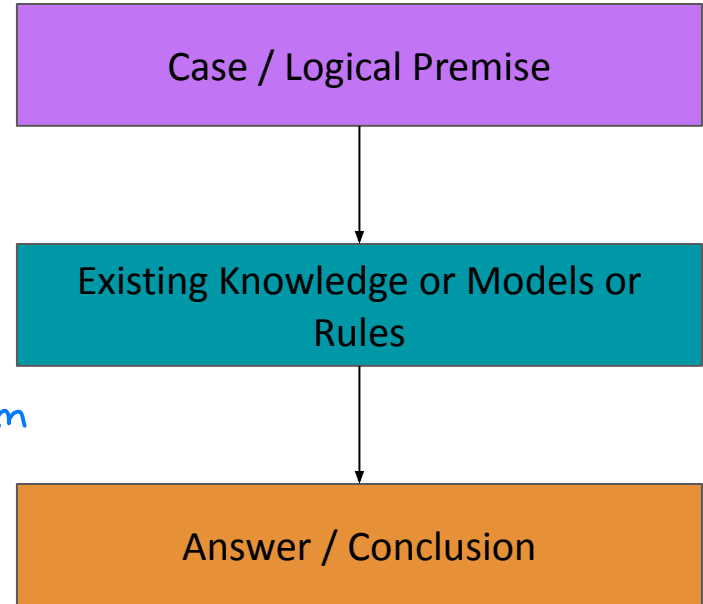 Case / Logical Premise
Existing Knowledge or Models or
Rules
Answer / Conclusion